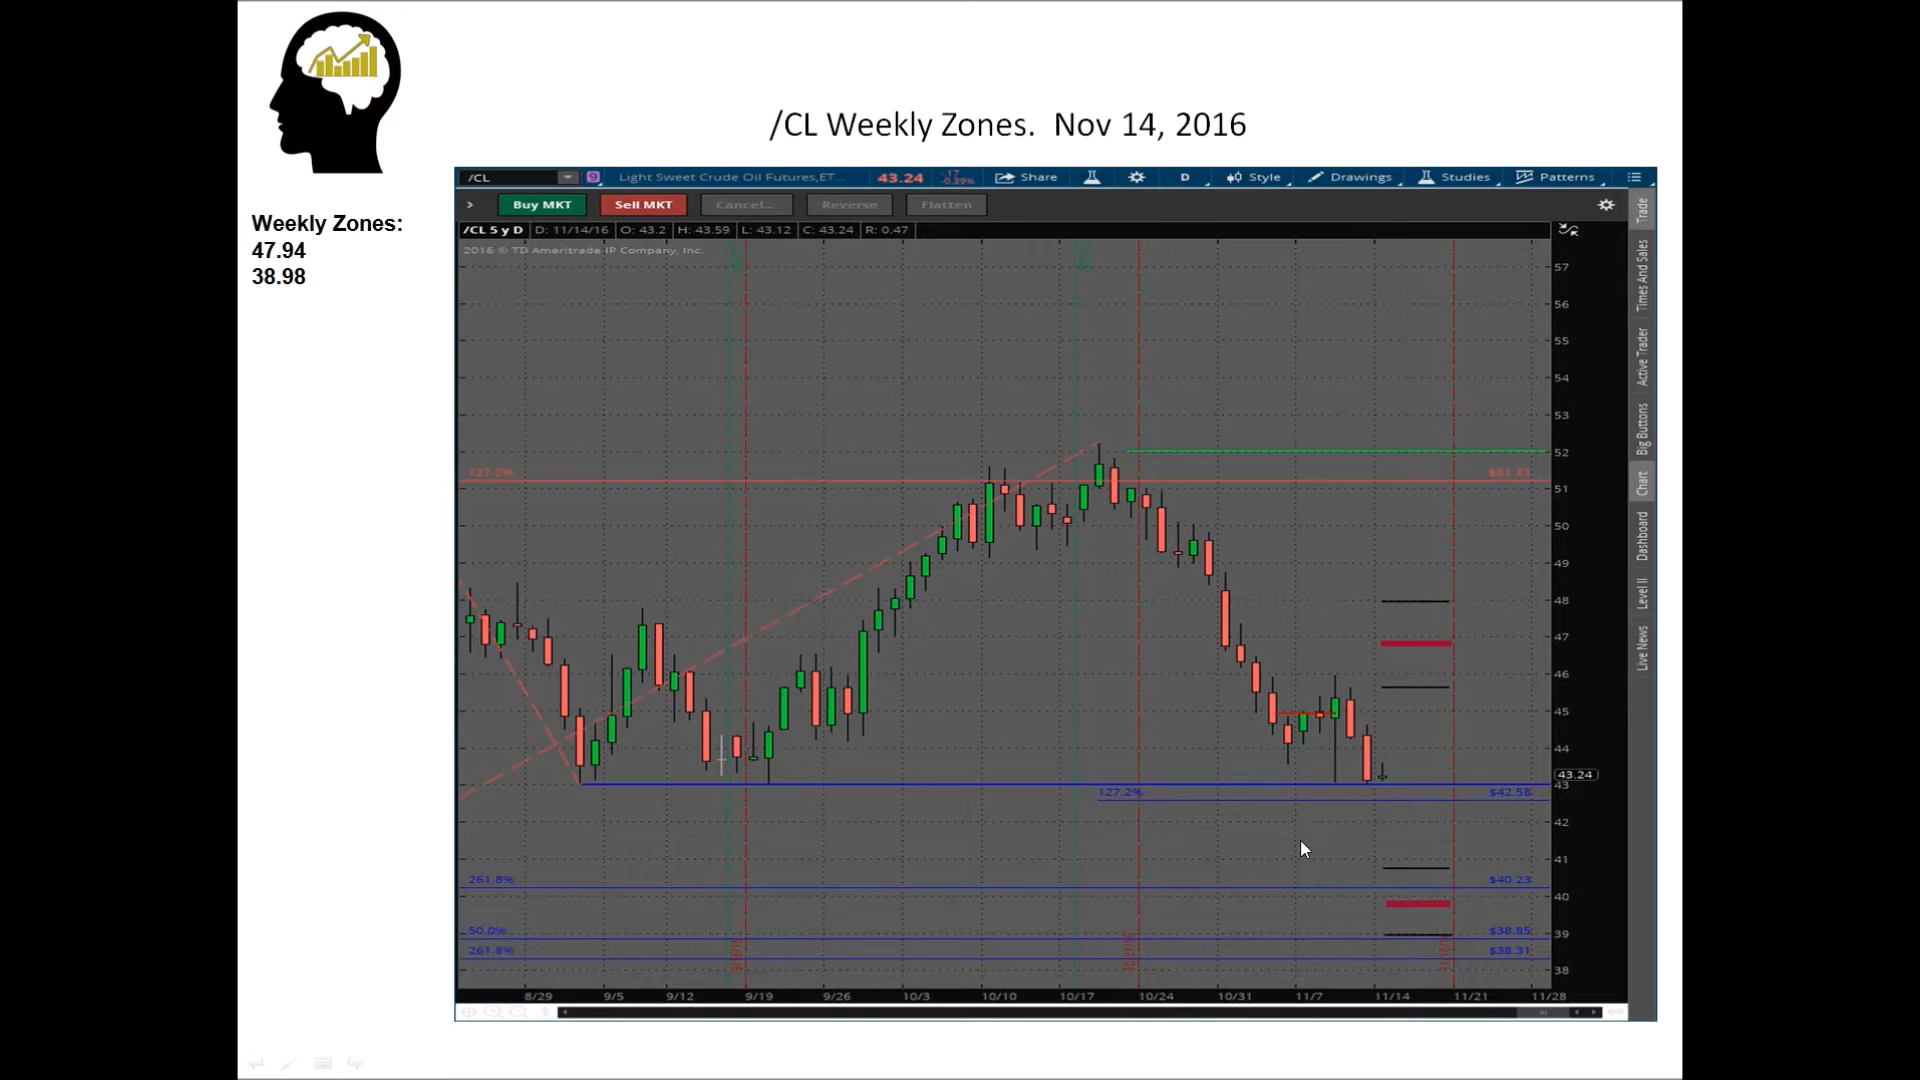 /CL Weekly Zones.  Nov 14, 2016
Weekly Zones:
47.94
38.98
/CL
9
Light Sweet Crude Oil Futures,ET...
43.24
-.17
-0.39%
Share
D
Style
Drawings
Studies
Patterns
Buy MKT
Sell MKT
Cancel...
Reverse
Flatten
/CL 5 y D
D: 11/14/16
O: 43.2
H: 43.59
L: 43.12
C: 43.24
R: 0.47
2016 © TD Ameritrade IP Company, Inc.
57
56
55
54
53
52
127.2%
51
50
49
48
47
46
45
44
43.24
43
127.2%
$42.58
42
41
261.8%
$40.23
40
50.0%
$38.85
39
261.8%
$38.31
38
8/29
9/5
9/12
9/19
9/26
10/3
10/10
10/17
10/24
10/31
11/7
11/14
11/21
11/28
Trade
Times And Sales
Active Trader
Big Buttons
Chart
Dashboard
Level II
Live News